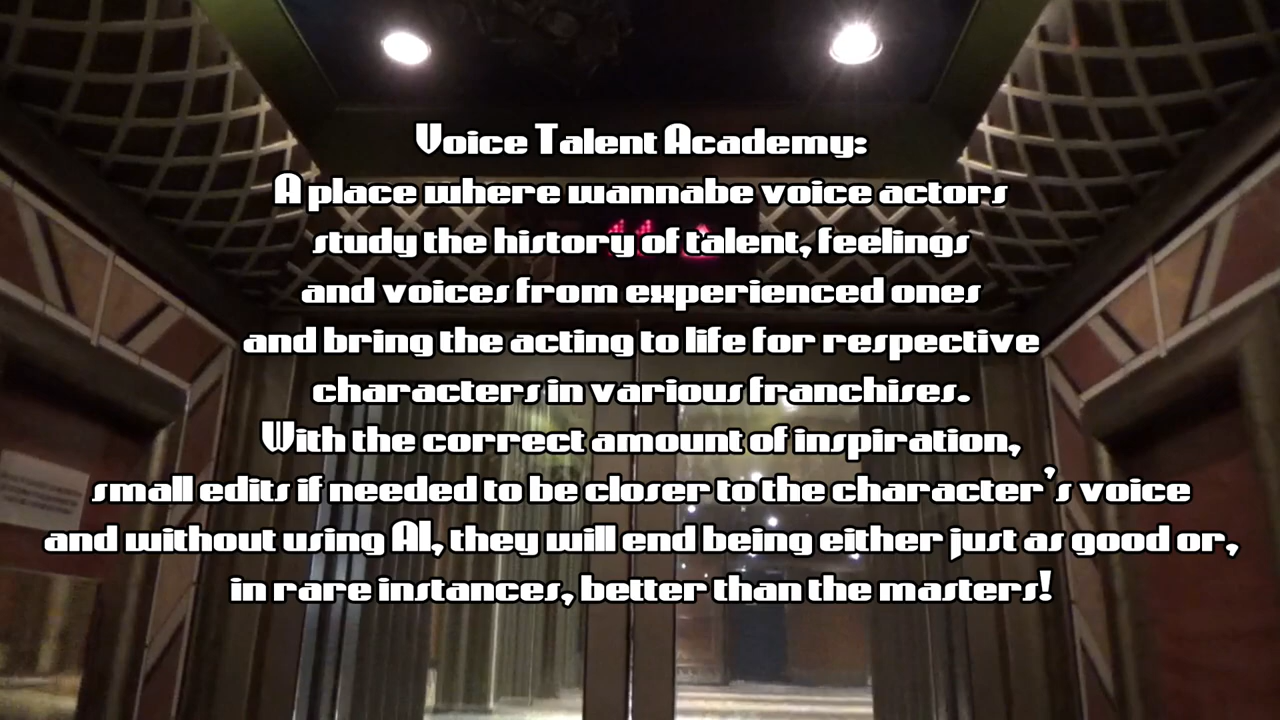 Voice Talent Academy:
A place where wannabe voice actors
study the history of talent, feelings
and voices from experienced ones
and bring the acting to life for respective
characters in various franchises.
With the correct amount of inspiration,
small edits if needed to be closer to the character's voice
and without using AI, they will end being either just as good or,
in rare instances, better than the masters!